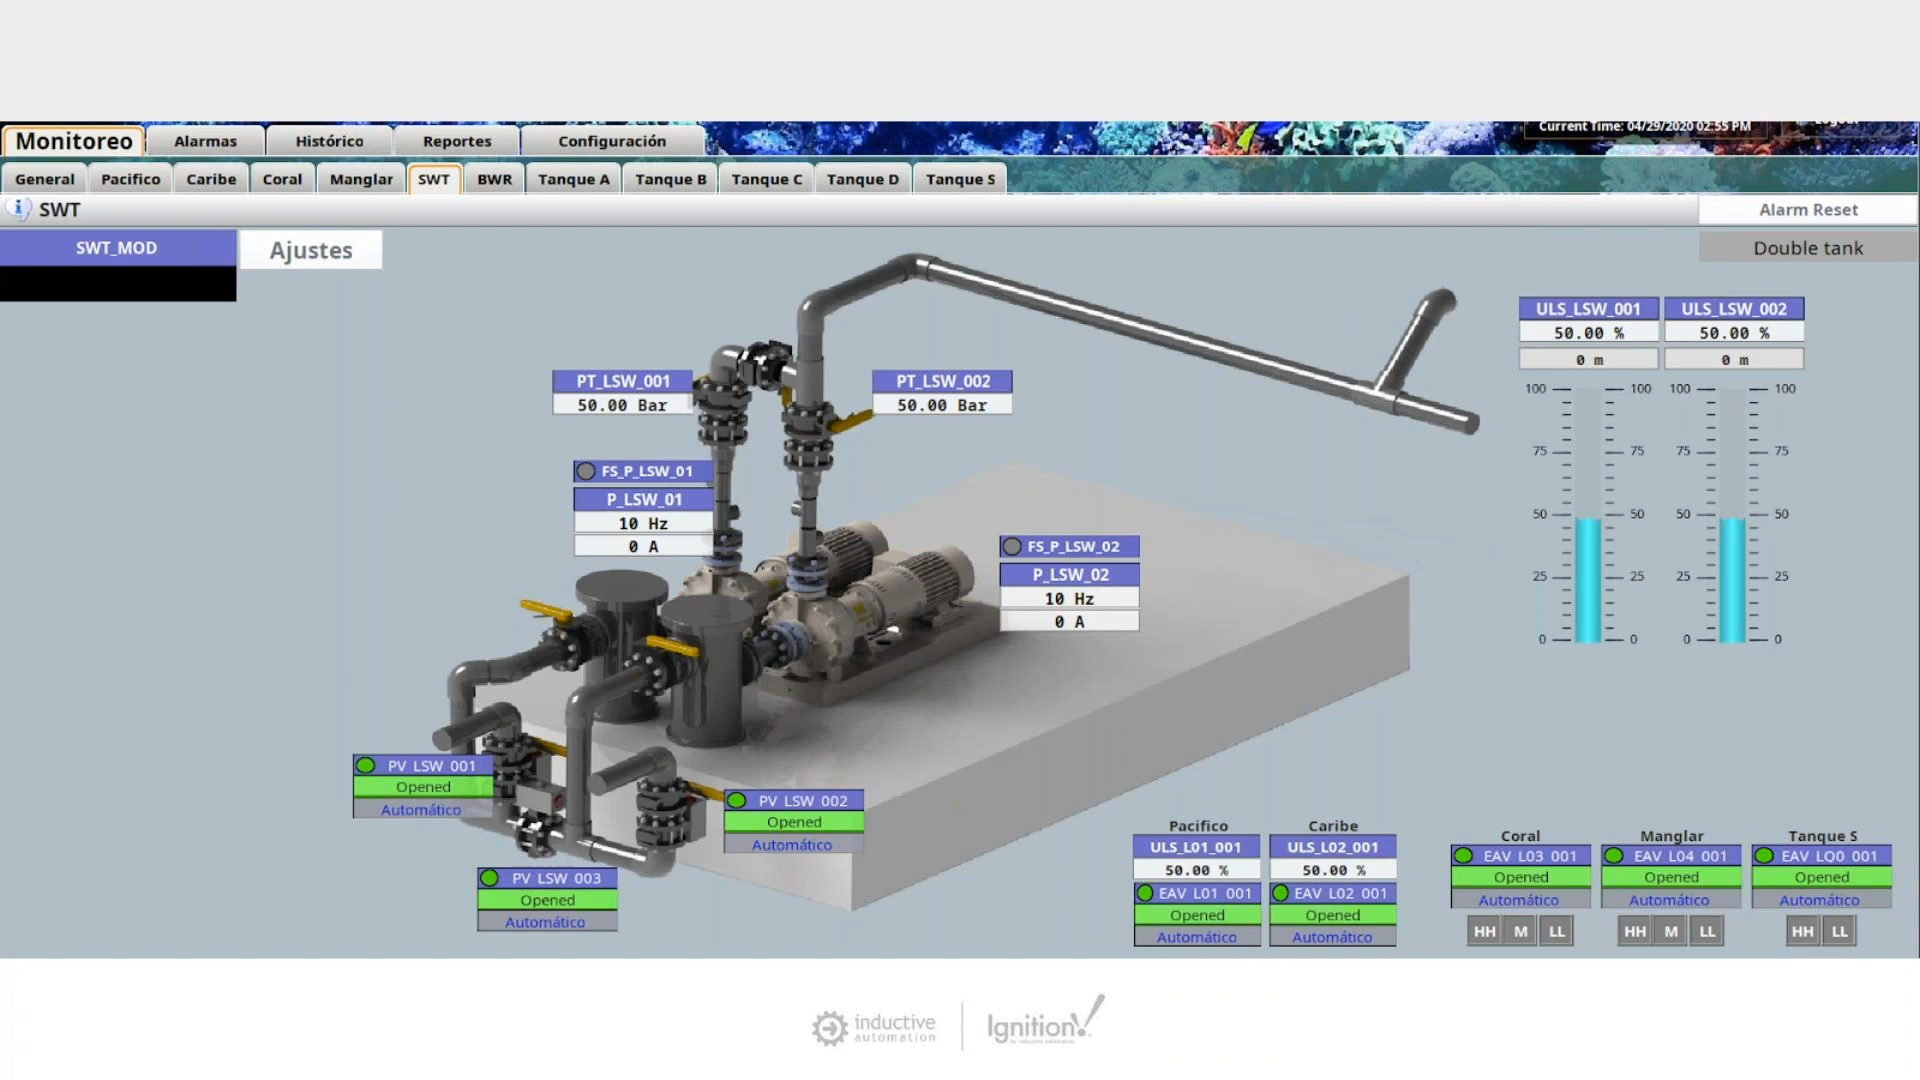 Current Time: 04/29/2020 02:55 PM
Monitoreo Alarmas Histórico Reportes Configuración
General Pacifico Caribe Coral Manglar SWT BWR Tanque A Tanque B Tanque C Tanque D Tanque S
SWT
Alarm Reset
SWT_MOD
Ajustes
Double tank
ULS_LSW_001 ULS_LSW_002
50.00 % 50.00 %
0 m 0 m
100 100 100 100
75 75 75 75
50 50 50 50
25 25 25 25
0 0 0 0
PT_LSW_001
50.00 Bar
PT_LSW_002
50.00 Bar
FS_P_LSW_01
P_LSW_01
10 Hz
0 A
FS_P_LSW_02
P_LSW_02
10 Hz
0 A
PV LSW 001
Opened
Automático
PV LSW 002
Opened
Automático
PV LSW 003
Opened
Automático
Pacifico
ULS_L01_001
50.00 %
EAV L01 001
Opened
Automático
Caribe
ULS_L02_001
50.00 %
EAV L02 001
Opened
Automático
Coral
EAV L03 001
Opened
Automático
HH M LL
Manglar
EAV L04 001
Opened
Automático
HH M LL
Tanque S
EAV LQ0 001
Opened
Automático
HH LL
inductive
automation
Ignition!